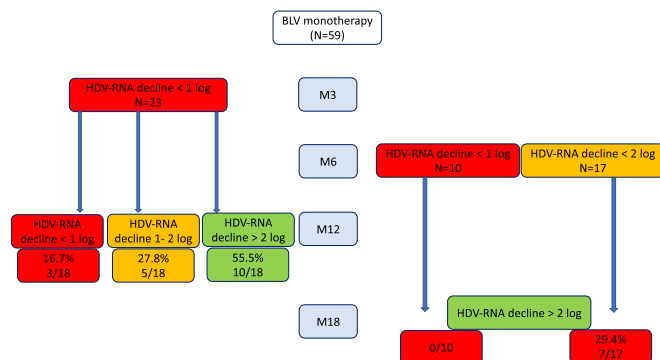 BLV monotherapy
(N=59)
HDV-RNA decline < 1 log
N=23
M3
M6
HDV-RNA decline < 1 log
N=10
HDV-RNA decline < 2 log
N=17
HDV-RNA
decline < 1 log
HDV-RNA
decline 1- 2 log
HDV-RNA
decline > 2 log
M12
16.7%
3/18
27.8%
5/18
55.5%
10/18
M18
HDV-RNA decline > 2 log
0/10
29.4%
7/17